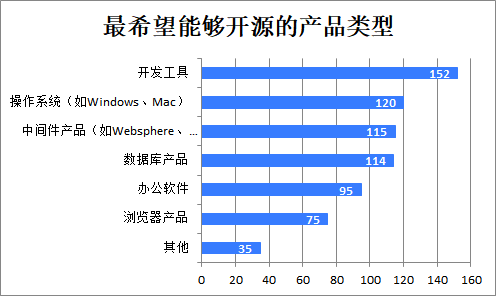 最希望能够开源的产品类型
开发工具
152
操作系统（如Windows、Mac）
120
中间件产品（如Websphere、...
115
数据库产品
114
办公软件
95
浏览器产品
75
其他
35
0 20 40 60 80 100 120 140 160